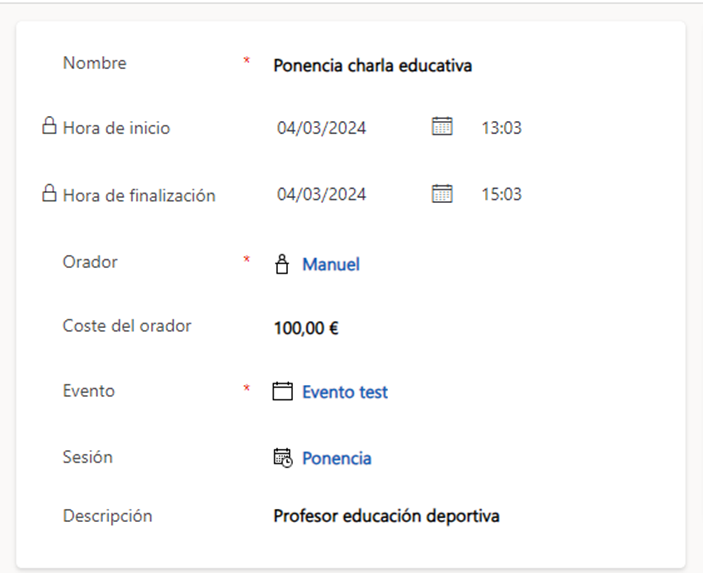 Nombre * Ponencia charla educativa
Hora de inicio 04/03/2024 13:03
Hora de finalización 04/03/2024 15:03
Orador * Manuel
Coste del orador 100,00 €
Evento * Evento test
Sesión Ponencia
Descripción Profesor educación deportiva